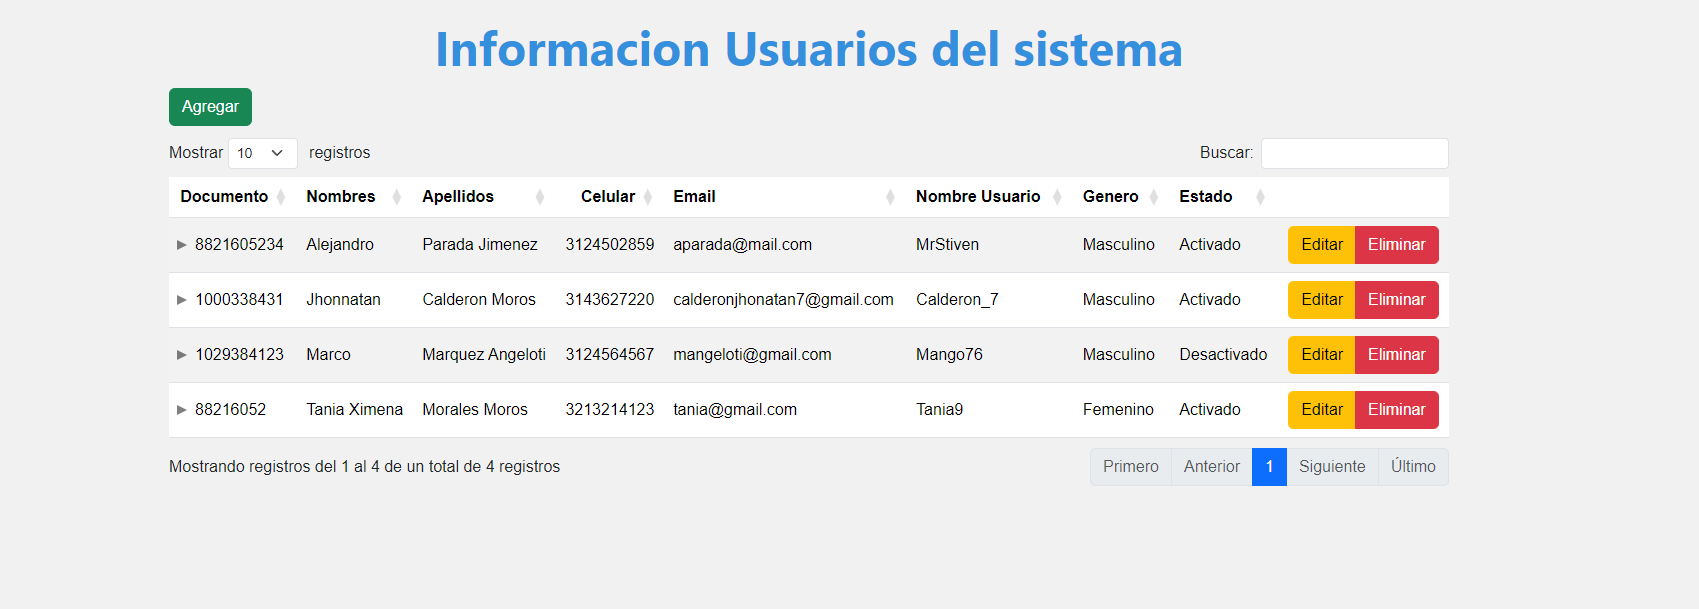 Informacion Usuarios del sistema
Agregar
Mostrar 10 registros Buscar:
Documento Nombres Apellidos Celular Email Nombre Usuario Genero Estado
8821605234 Alejandro Parada Jimenez 3124502859 aparada@mail.com MrStiven Masculino Activado Editar Eliminar
1000338431 Jhonnatan Calderon Moros 3143627220 calderonjhonatan7@gmail.com Calderon_7 Masculino Activado Editar Eliminar
1029384123 Marco Marquez Angeloti 3124564567 mangeloti@gmail.com Mango76 Masculino Desactivado Editar Eliminar
88216052 Tania Ximena Morales Moros 3213214123 tania@gmail.com Tania9 Femenino Activado Editar Eliminar
Mostrando registros del 1 al 4 de un total de 4 registros Primero Anterior 1 Siguiente Último